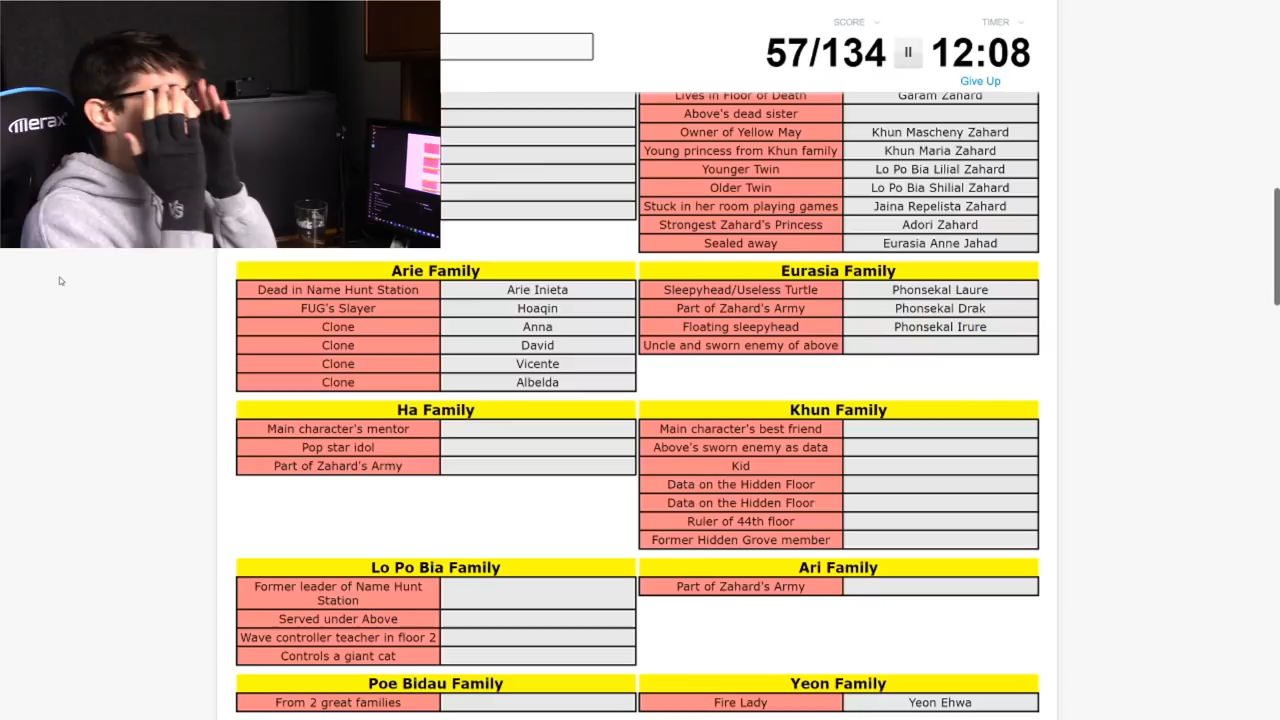 merax
SCORE
TIMER
57/134 II 12:08
Give Up
Lives in Floor of Death Garam Zahard
Above's dead sister
Owner of Yellow May Khun Mascheny Zahard
Young princess from Khun family Khun Maria Zahard
Younger Twin Lo Po Bia Lilial Zahard
Older Twin Lo Po Bia Shilial Zahard
Stuck in her room playing games Jaina Repelista Zahard
Strongest Zahard's Princess Adori Zahard
Sealed away Eurasia Anne Jahad
Arie Family
Dead in Name Hunt Station Arie Inieta
FUG's Slayer Hoaqin
Clone Anna
Clone David
Clone Vicente
Clone Albelda
Eurasia Family
Sleepyhead/Useless Turtle Phonsekal Laure
Part of Zahard's Army Phonsekal Drak
Floating sleepyhead Phonsekal Irure
Uncle and sworn enemy of above
Ha Family
Main character's mentor
Pop star idol
Part of Zahard's Army
Khun Family
Main character's best friend
Above's sworn enemy as data
Kid
Data on the Hidden Floor
Data on the Hidden Floor
Ruler of 44th floor
Former Hidden Grove member
Lo Po Bia Family
Former leader of Name Hunt
Station
Served under Above
Wave controller teacher in floor 2
Controls a giant cat
Ari Family
Part of Zahard's Army
Poe Bidau Family
From 2 great families
Yeon Family
Fire Lady Yeon Ehwa